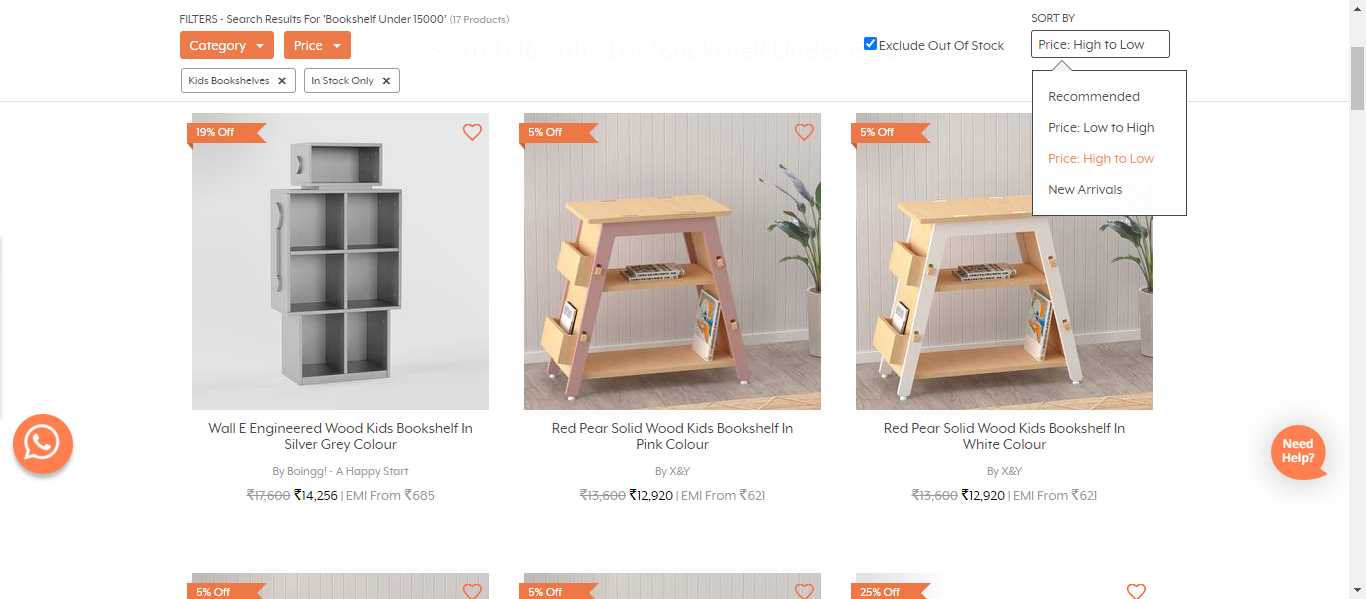 FILTERS - Search Results For 'Bookshelf Under 15000' (17 Products)
SORT BY
Category
Price
Search Results For 'Bookshelf Under
Exclude Out Of Stock
Price: High to Low
Kids Bookshelves ✕
In Stock Only ✕
Recommended
Price: Low to High
Price: High to Low
New Arrivals
19% Off
5% Off
5% Off
Wall E Engineered Wood Kids Bookshelf In
Silver Grey Colour
By Boingg! - A Happy Start
₹17,600 ₹14,256 | EMI From ₹685
Red Pear Solid Wood Kids Bookshelf In
Pink Colour
By X&Y
₹13,600 ₹12,920 | EMI From ₹621
Red Pear Solid Wood Kids Bookshelf In
White Colour
By X&Y
₹13,600 ₹12,920 | EMI From ₹621
Need
Help?
5% Off
5% Off
25% Off